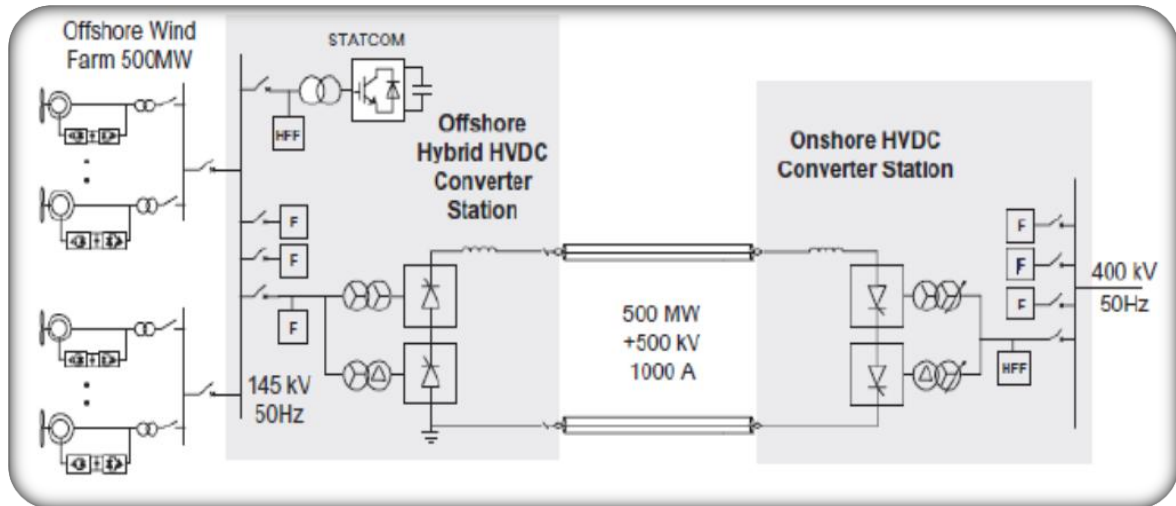 Offshore Wind
Farm 500MW
STATCOM
HFF
Offshore
Hybrid HVDC
Converter
Station
F
F
F
145 kV
50Hz
500 MW
+500 kV
1000 A
Onshore HVDC
Converter Station
F
F
F
HFF
400 kV
50Hz